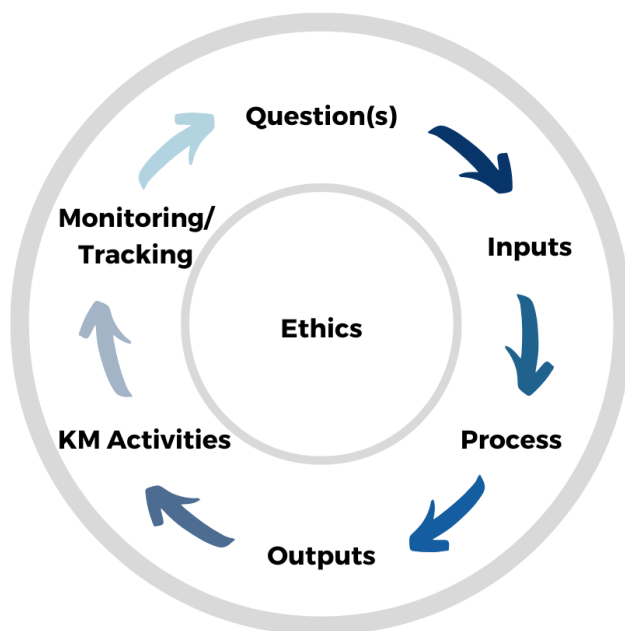 Question(s)
Inputs
Process
Outputs
KM Activities
Monitoring/
Tracking
Ethics